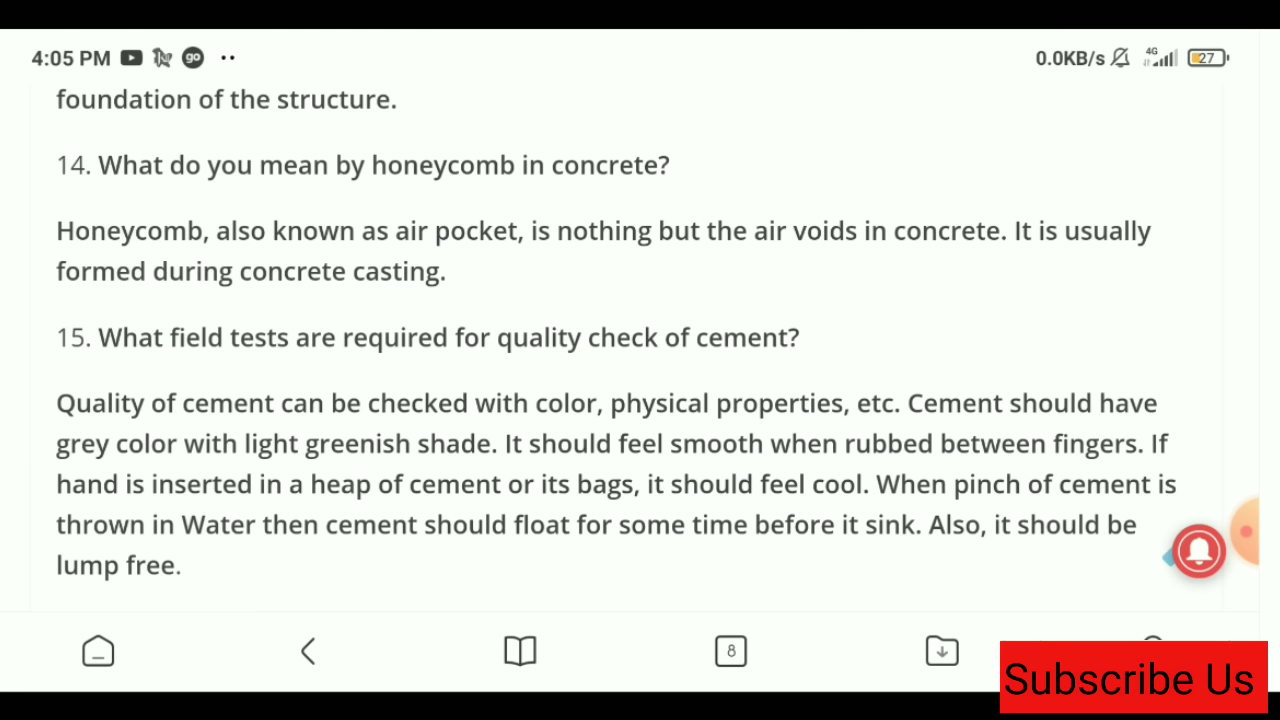 4:05 PM go ..
0.0KB/s 4G 27
foundation of the structure.
14. What do you mean by honeycomb in concrete?
Honeycomb, also known as air pocket, is nothing but the air voids in concrete. It is usually
formed during concrete casting.
15. What field tests are required for quality check of cement?
Quality of cement can be checked with color, physical properties, etc. Cement should have
grey color with light greenish shade. It should feel smooth when rubbed between fingers. If
hand is inserted in a heap of cement or its bags, it should feel cool. When pinch of cement is
thrown in Water then cement should float for some time before it sink. Also, it should be
lump free.
8
Subscribe Us